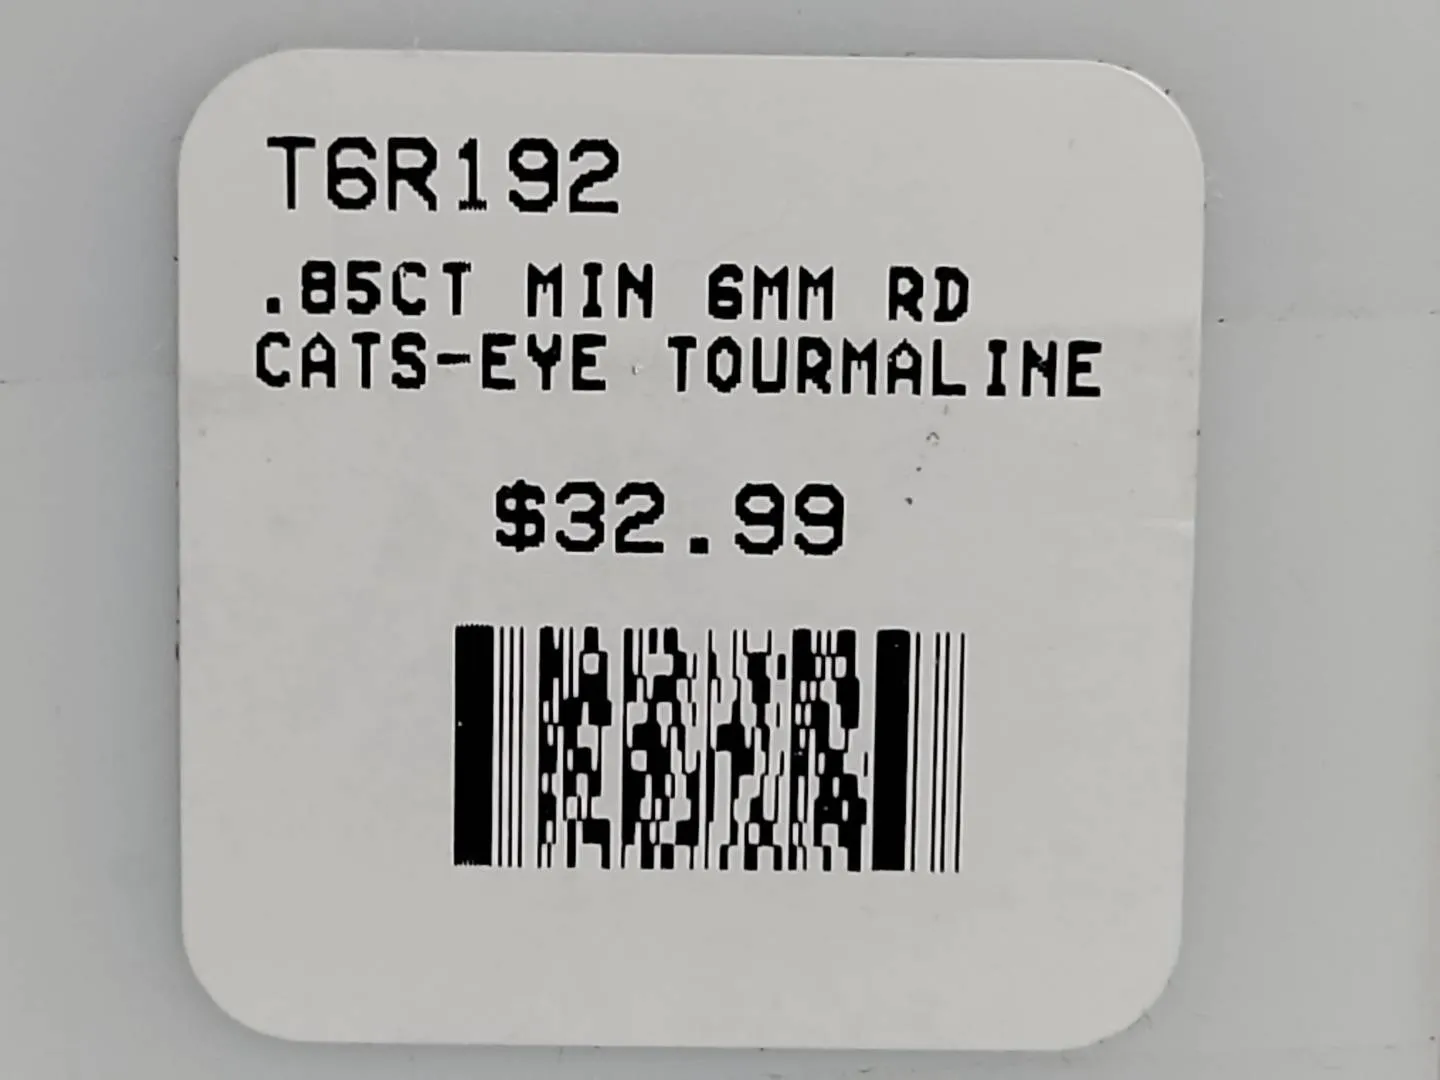 T6R192
.85CT MIN 6MM RD
CATS-EYE TOURMALINE
$32.99